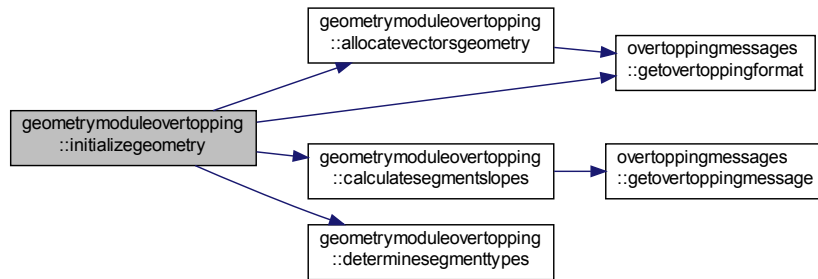 geometrymoduleovertopping
::allocatevectorsgeometry
overtoppingmessages
::getovertoppingformat
geometrymoduleovertopping
::initializegeometry
geometrymoduleovertopping
::calculatesegmentslopes
overtoppingmessages
::getovertoppingmessage
geometrymoduleovertopping
::determinesegmenttypes